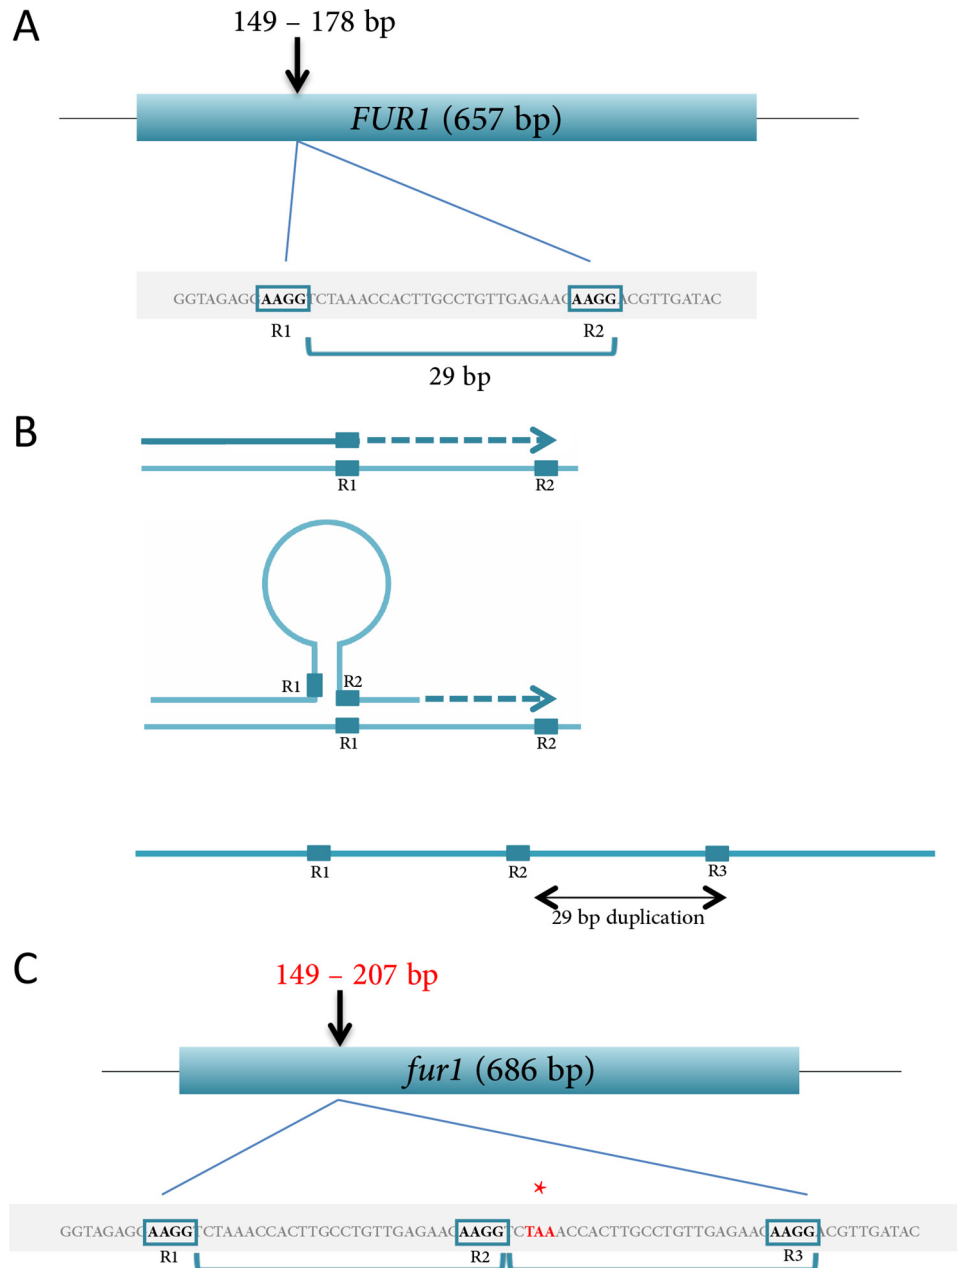 A
149 – 178 bp
FUR1 (657 bp)
GGTAGAGGAAGGTCTAAACCACTTGCCTGTTGAGAAGAAGGACGTTGATAC
R1 R2
29 bp
B
R1 R2
R1 R2
R1 R2
R1 R2 R3
29 bp duplication
C
149 – 207 bp
fur1 (686 bp)
*
GGTAGAGGAAGGTCTAAACCACTTGCCTGTTGAGAAGAAGGTCTAAACCACTTGCCTGTTGAGAAGAAGGACGTTGATAC
R1 R2 R3